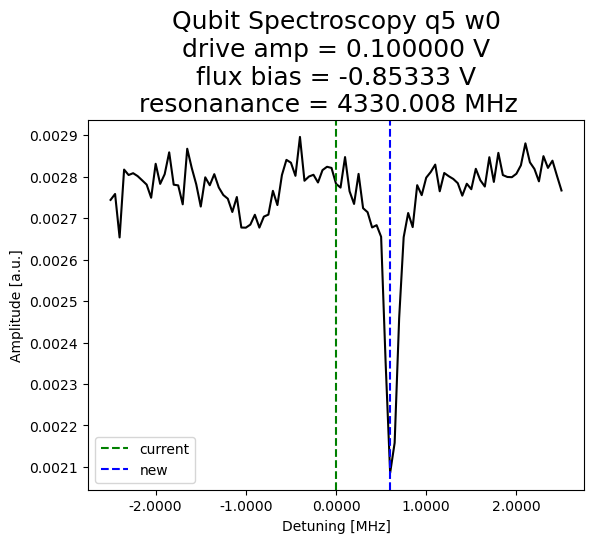 Qubit Spectroscopy q5 w0
drive amp = 0.100000 V
flux bias = -0.85333 V
resonanance = 4330.008 MHz
0.0029
0.0028
0.0027
0.0026
0.0025
0.0024
0.0023
0.0022
0.0021
Amplitude [a.u.]
current
new
-2.0000 -1.0000 0.0000 1.0000 2.0000
Detuning [MHz]